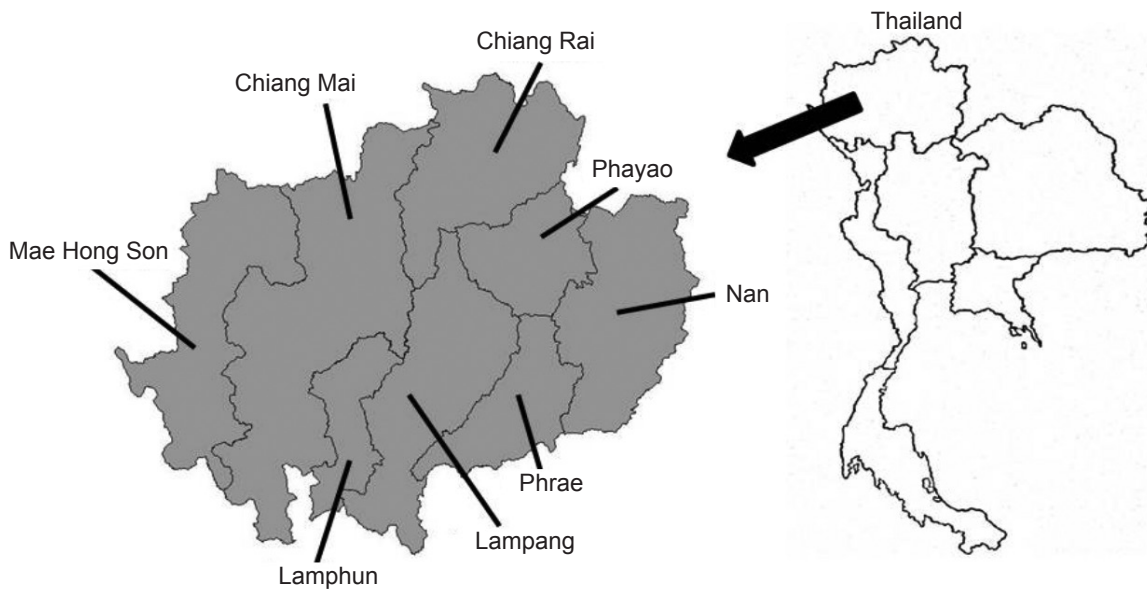 Thailand
Chiang Rai
Chiang Mai
Phayao
Mae Hong Son
Nan
Phrae
Lampang
Lamphun